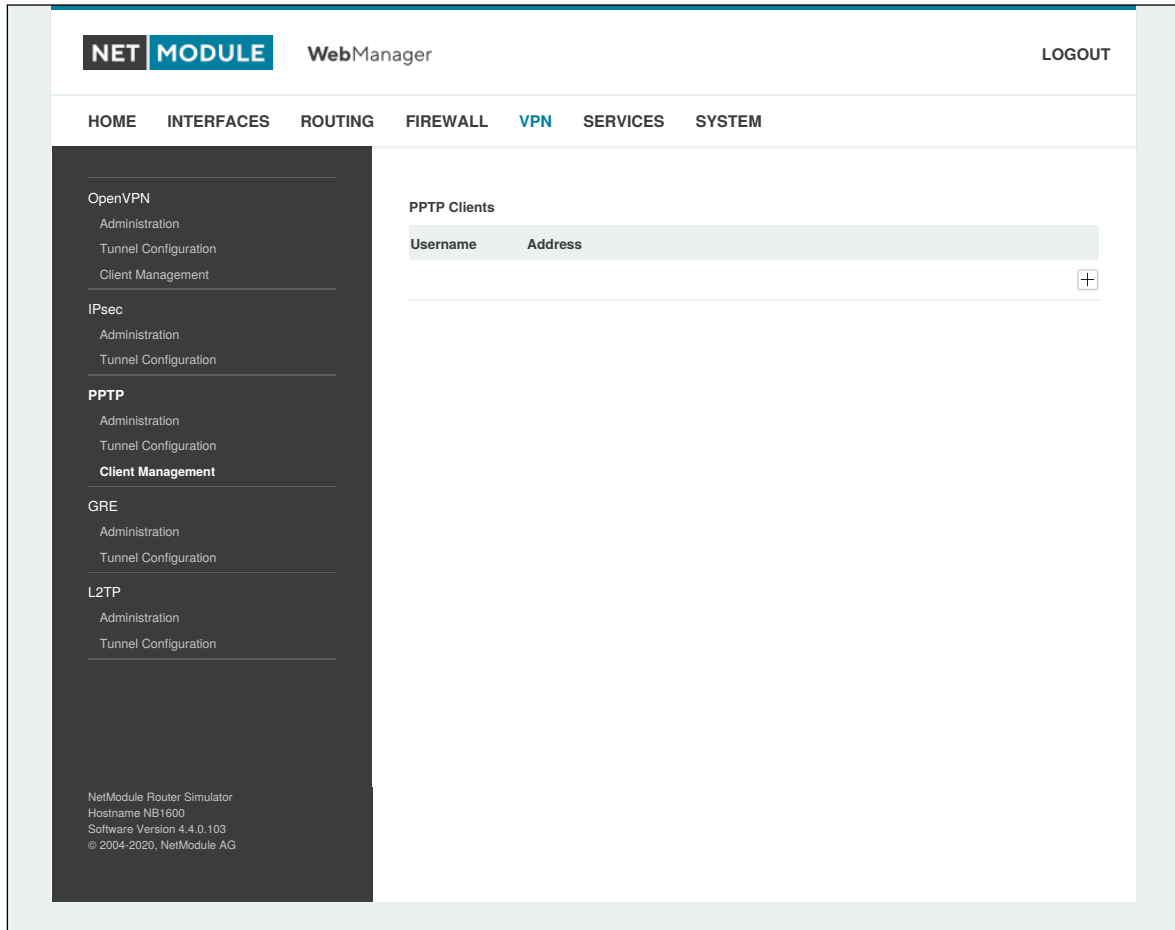 NET MODULE WebManager LOGOUT
HOME INTERFACES ROUTING FIREWALL VPN SERVICES SYSTEM
OpenVPN
Administration
Tunnel Configuration
Client Management
IPsec
Administration
Tunnel Configuration
PPTP
Administration
Tunnel Configuration
Client Management
GRE
Administration
Tunnel Configuration
L2TP
Administration
Tunnel Configuration
NetModule Router Simulator
Hostname NB1600
Software Version 4.4.0.103
© 2004-2020, NetModule AG
PPTP Clients
Username Address